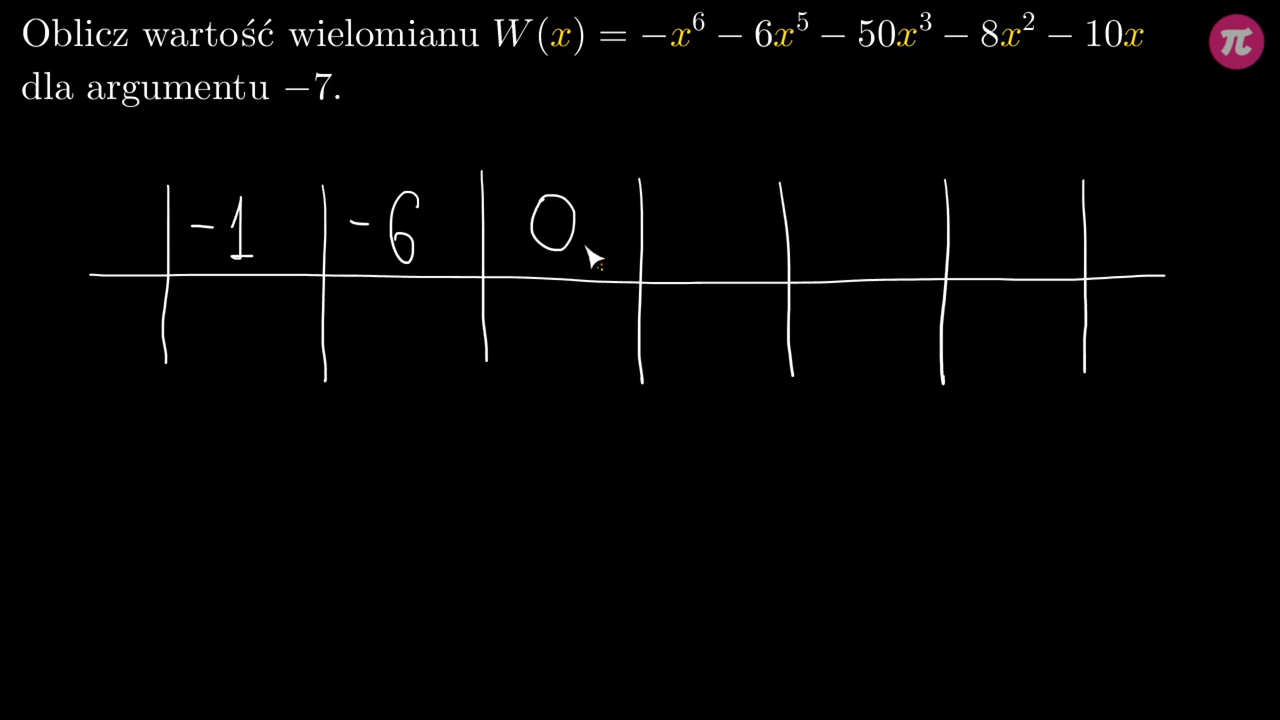 Oblicz wartość wielomianu W(x) = −x⁶ − 6x⁵ − 50x³ − 8x² − 10x
dla argumentu −7.
-1 -6 0